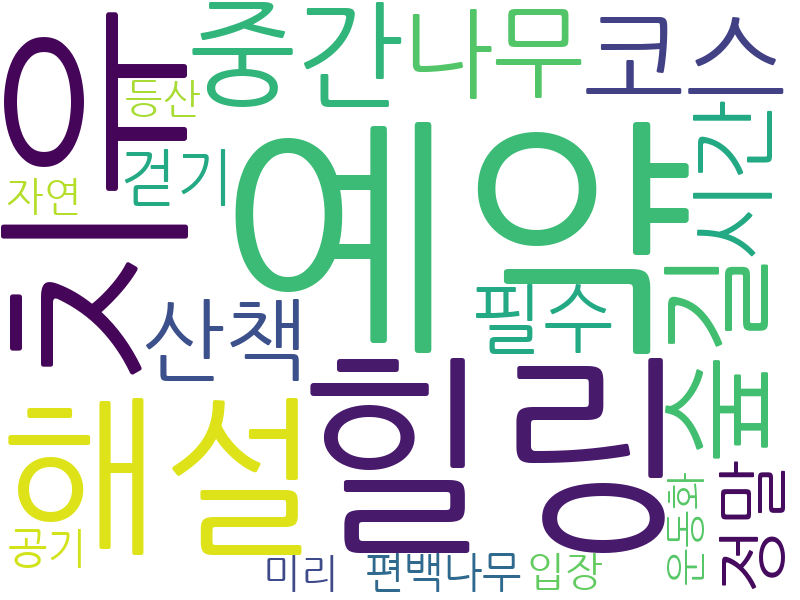 중간
나무
코스
등산
치유
걷기
자연
예약
시간
산책
필수
길
해설
힐링
숲
공기
미리
편백나무
입장
운동화
정말